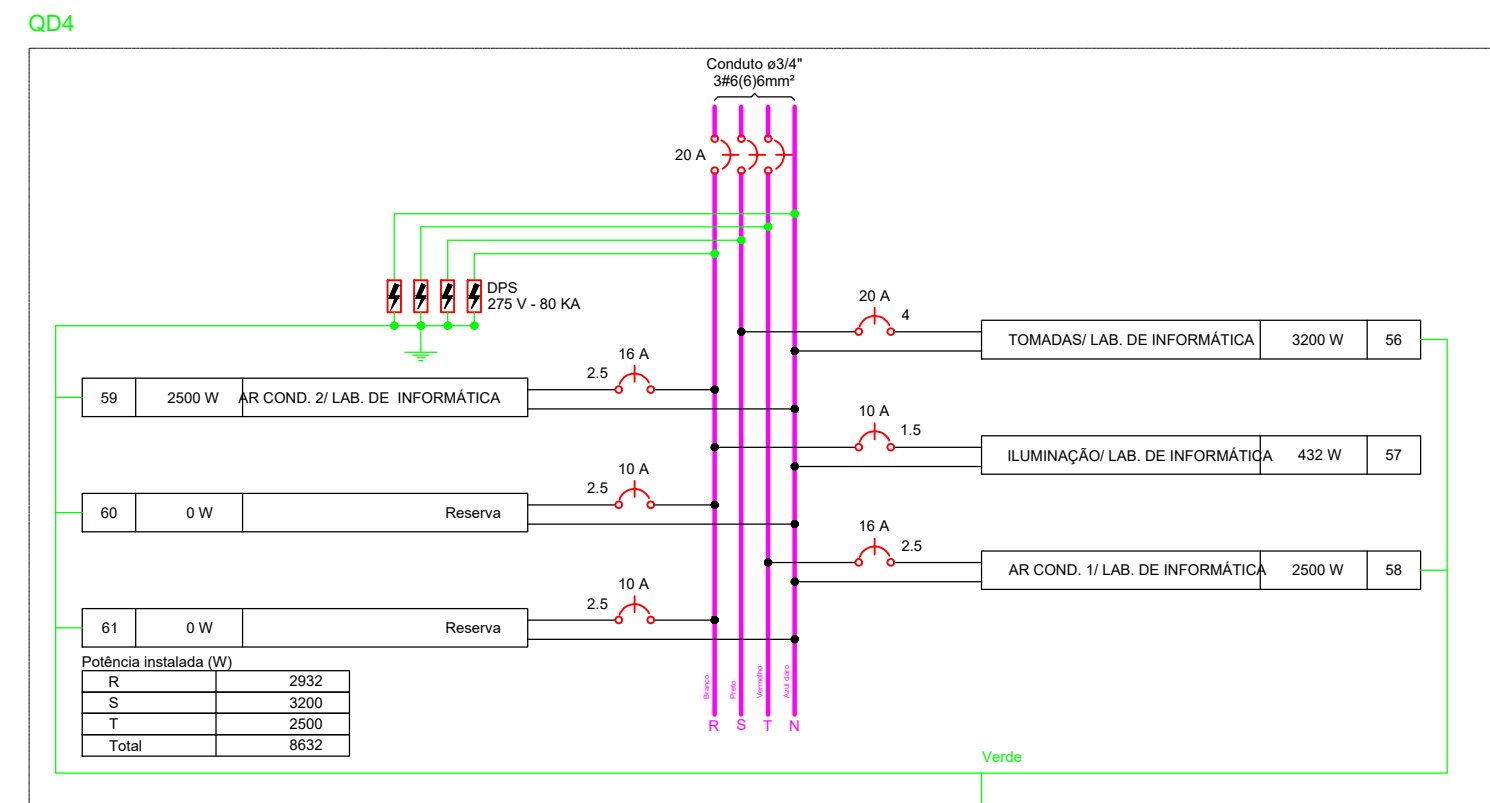 QD4
Conduto ø3/4"
3#6(6)6mm²
20 A
DPS
275 V - 80 KA
20 A
4
TOMADAS/ LAB. DE INFORMÁTICA 3200 W 56
16 A
2.5
59 2500 W AR COND. 2/ LAB. DE INFORMÁTICA
10 A
1.5
ILUMINAÇÃO/ LAB. DE INFORMÁTICA 432 W 57
10 A
2.5
60 0 W Reserva
16 A
2.5
AR COND. 1/ LAB. DE INFORMÁTICA 2500 W 58
10 A
2.5
61 0 W Reserva
Potência instalada (W)
R 2932
S 3200
T 2500
Total 8632
Branco
Preto
Vermelho
Azul claro
R S T N
Verde